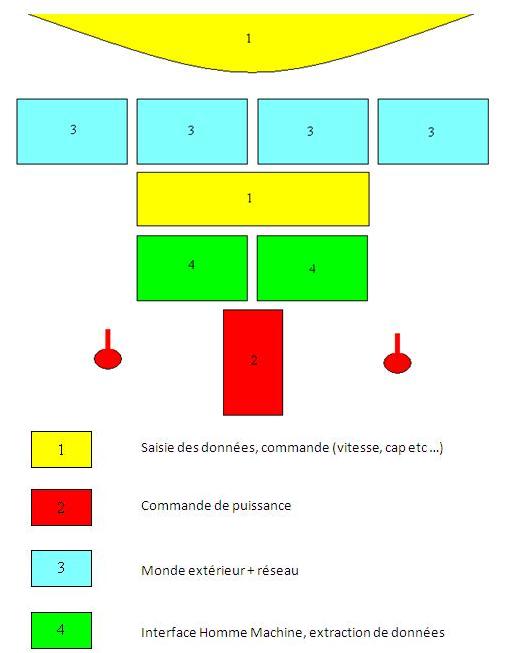 1
3 3 3 3
1
4 4
2
1 Saisie des données, commande (vitesse, cap etc ...)
2 Commande de puissance
3 Monde extérieur + réseau
4 Interface Homme Machine, extraction de données